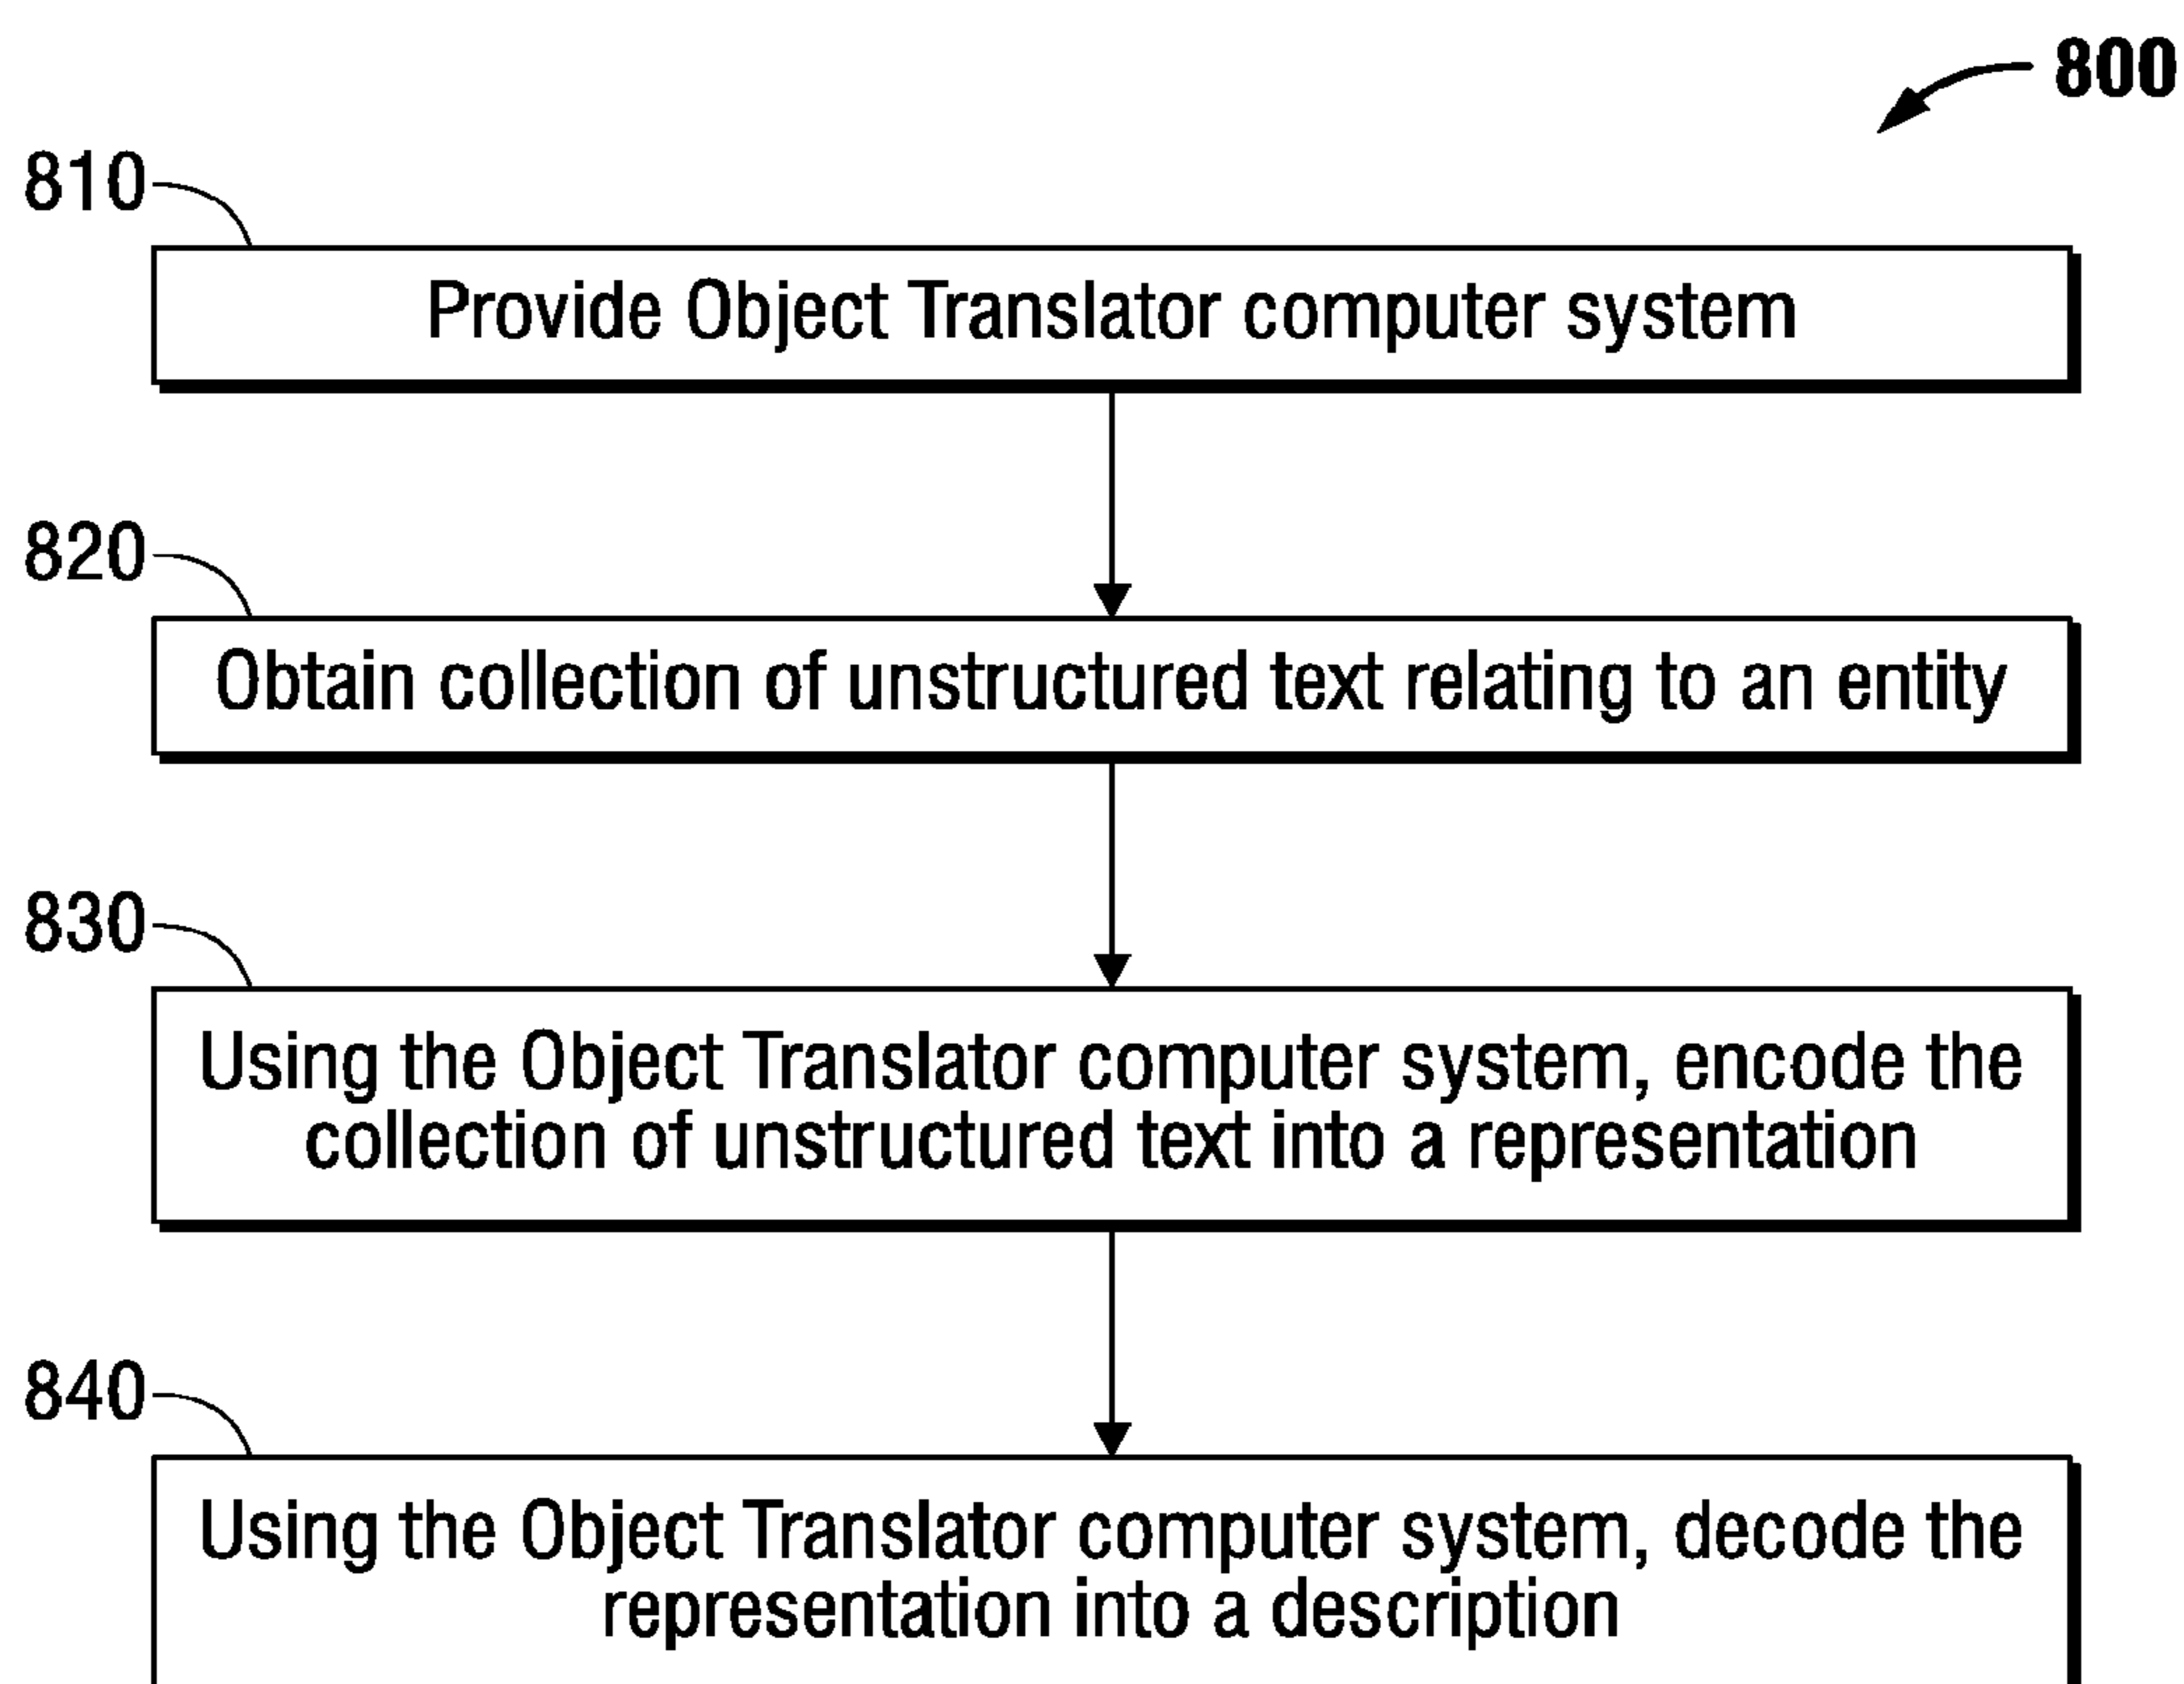 800
810
Provide Object Translator computer system
820
Obtain collection of unstructured text relating to an entity
830
Using the Object Translator computer system, encode the
collection of unstructured text into a representation
840
Using the Object Translator computer system, decode the
representation into a description